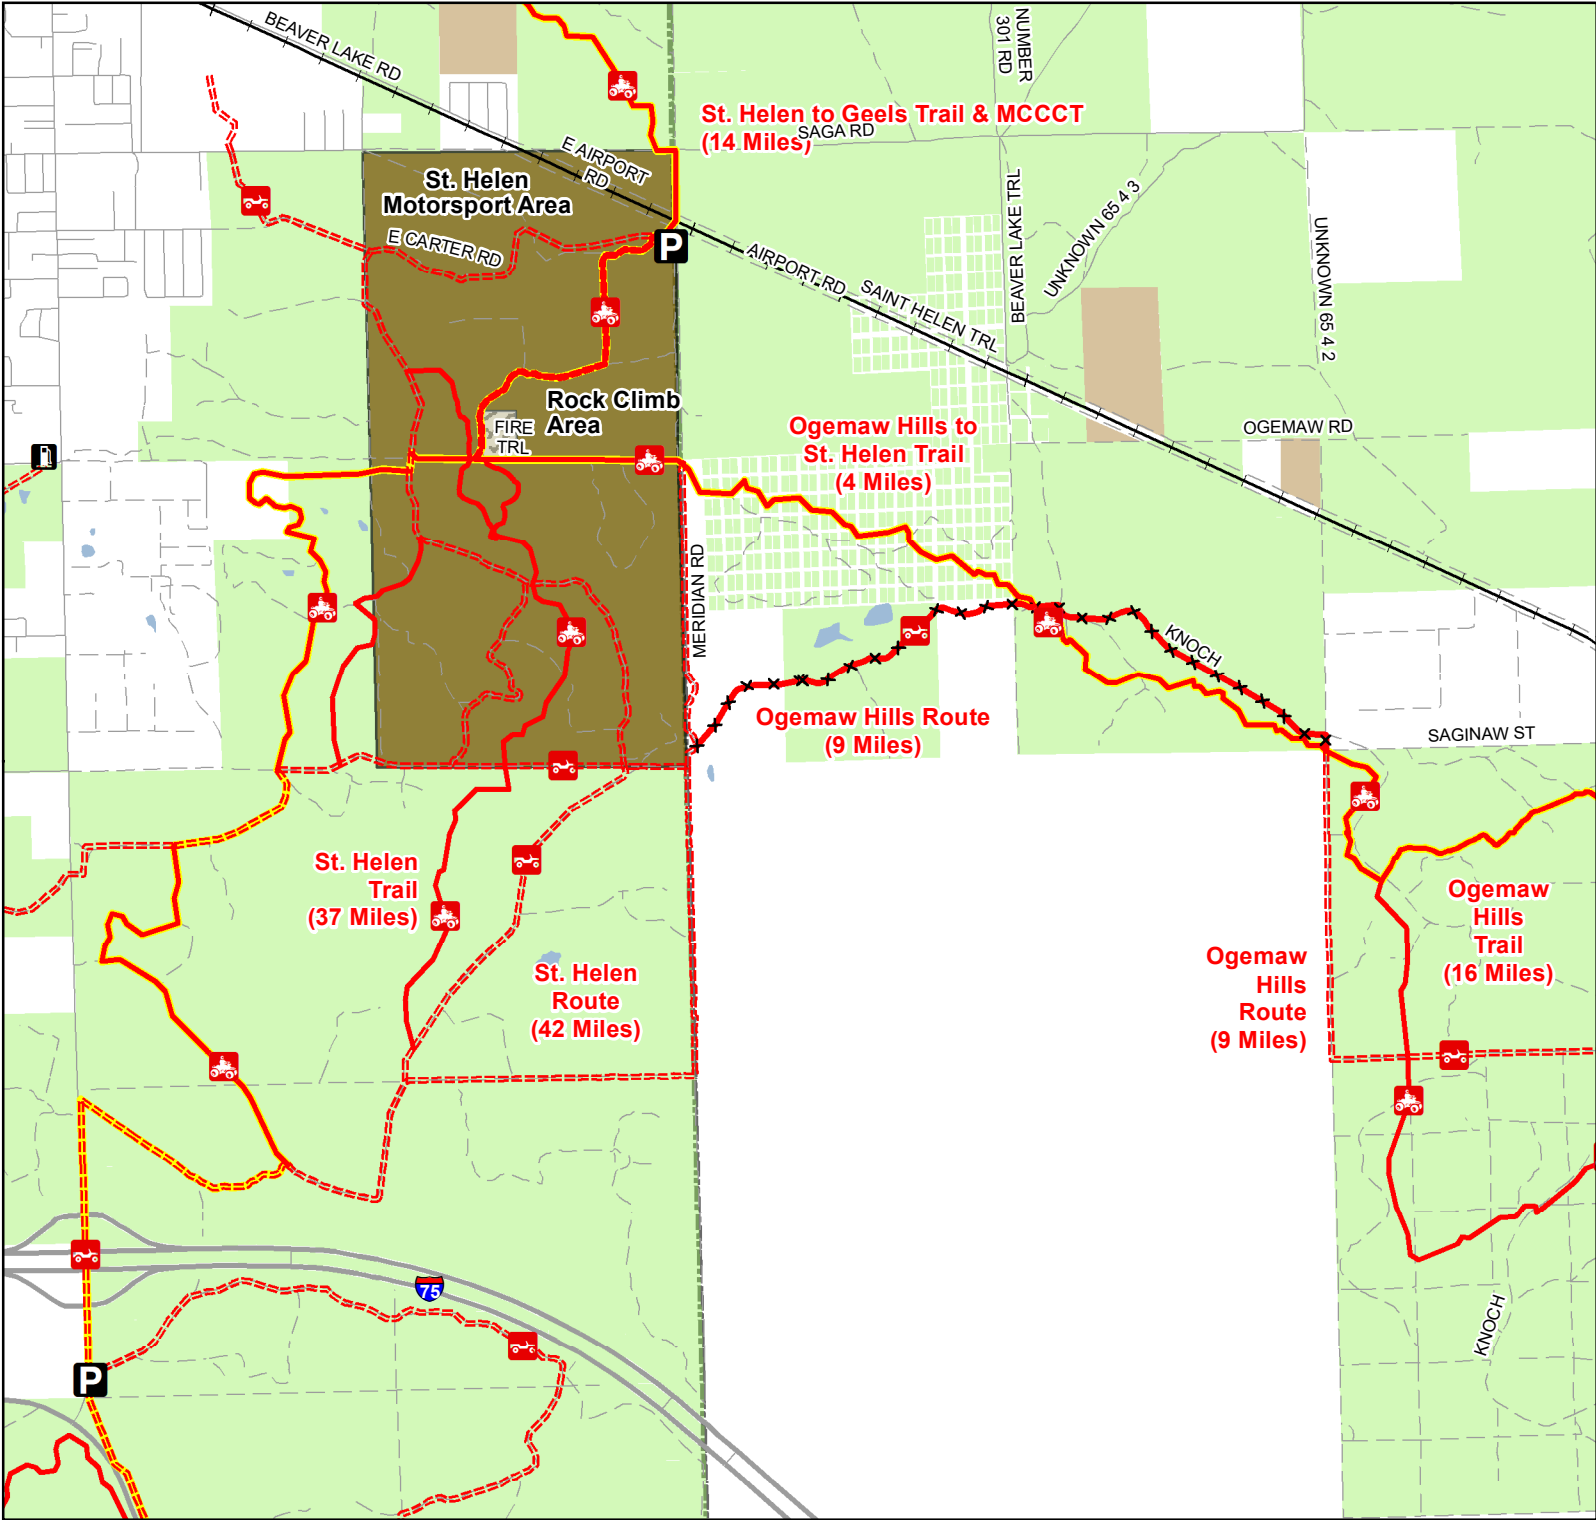 BEAVER LAKE RD
NUMBER
301 RD
St. Helen to Geels Trail & MCCCT
(14 Miles)
SAGA RD
E AIRPORT
RD
St. Helen
Motorsport Area
E CARTER RD
P
AIRPORT RD
SAINT HELEN TRL
BEAVER LAKE TRL
UNKNOWN 65 4 3
UNKNOWN 65 4 2
Rock Climb
Area
FIRE
TRL
Ogemaw Hills to
St. Helen Trail
(4 Miles)
OGEMAW RD
MERIDIAN RD
KNOCH
Ogemaw Hills Route
(9 Miles)
SAGINAW ST
St. Helen
Trail
(37 Miles)
St. Helen
Route
(42 Miles)
Ogemaw
Hills
Route
(9 Miles)
Ogemaw
Hills
Trail
(16 Miles)
75
KNOCH
P